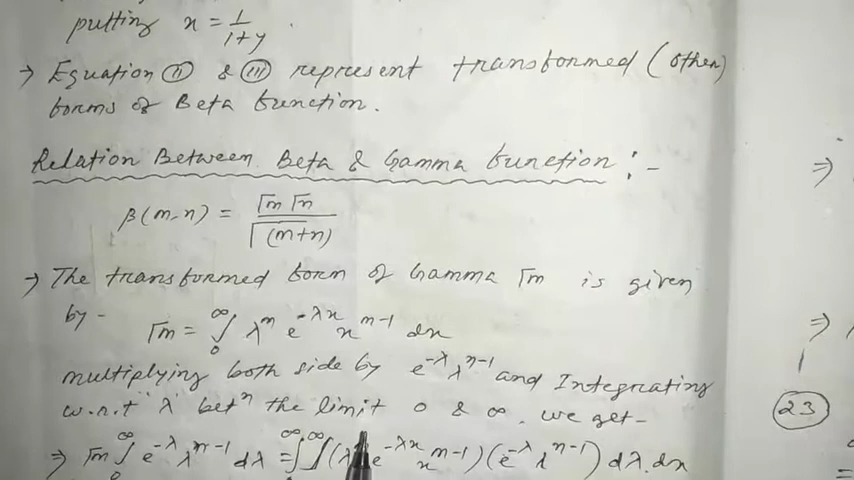 putting x = 1/1+y.
→ Equation (ii) & (iii) represent transformed (other)
forms of Beta function.
Relation Between Beta & Gamma function :-
β(m,n) = Γm Γn / Γ(m+n)
→ The transformed form of Gamma Γm is given
by- Γm = ∫₀^∞ λ^m e^-λx x^m-1 dx
multiplying both side by e^-λ λ^n-1 and Integrating
w.r.t 'λ' betⁿ the limit 0 & ∞. we get-
⇒ Γm ∫₀^∞ e^-λ λ^n-1 dλ = ∫^∞ ∫^∞ (λ e^-λx x^m-1) (e^-λ λ^n-1) dλ.dx
⇒
⇒
23
=